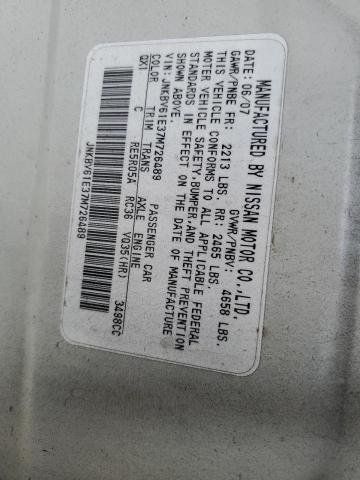 MANUFACTURED BY NISSAN MOTOR CO.,LTD.
DATE: 06/07 GVWR/PNBV: 4658 LBS.
GAWR/PNBE FR: 2213 LBS. RR: 2465 LBS.
THIS VEHICLE CONFORMS TO ALL APPLICABLE FEDERAL
MOTOR VEHICLE SAFETY,BUMPER,AND THEFT PREVENTION
STANDARDS IN EFFECT ON THE DATE OF MANUFACTURE
SHOWN ABOVE.
VIN: JNKBV61E37M726489 PASSENGER CAR
COLOR TRIM TRANS AXLE ENGINE
QX1 C RE5R05A RC38 VQ35(HR) 3498CC
JNKBV61E37M726489